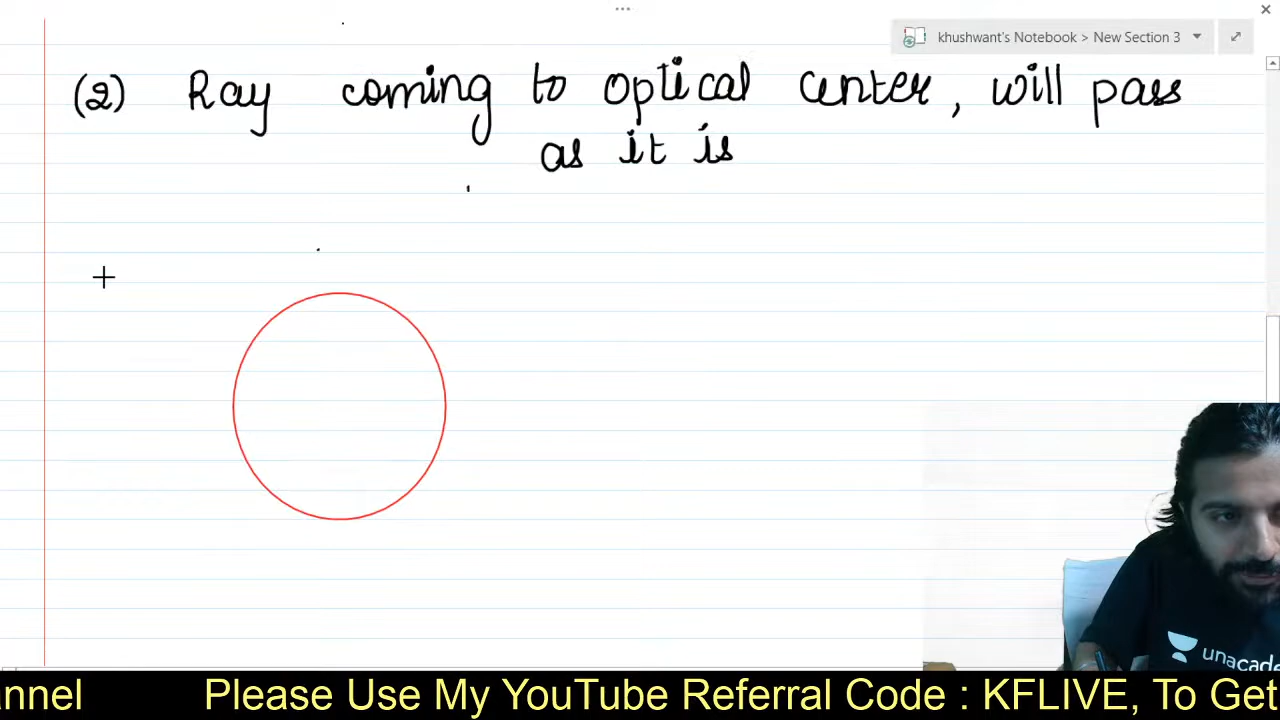 khushwant's Notebook > New Section 3
(2) Ray coming to optical center, will pass
as it is
unacade
nnel Please Use My YouTube Referral Code : KFLIVE, To Get